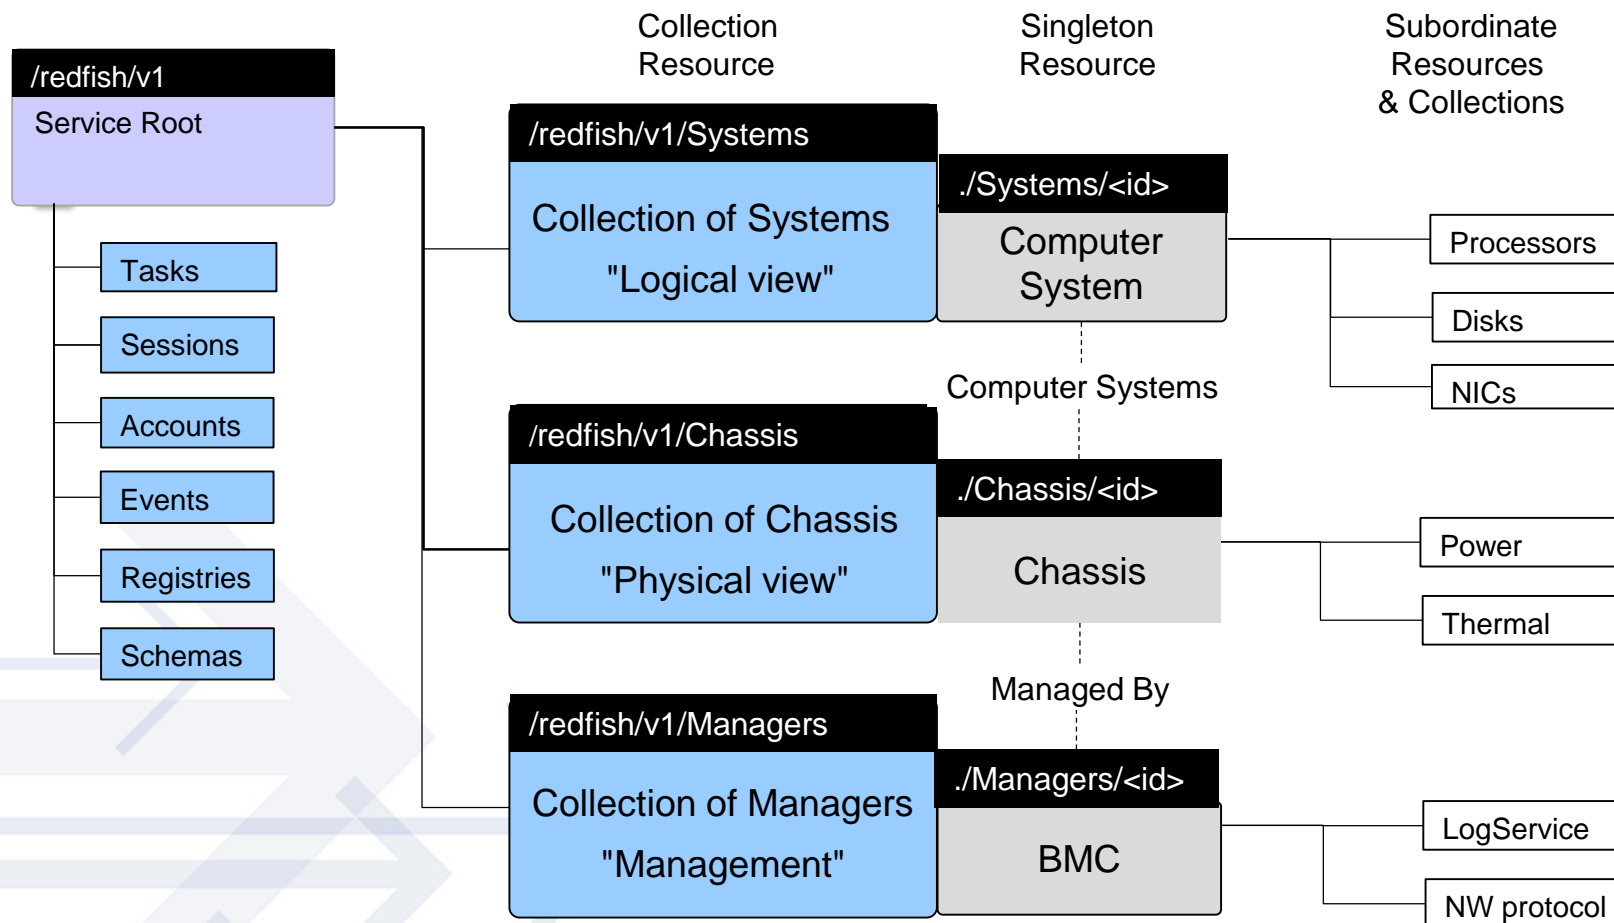 Collection
Resource
Singleton
Resource
Subordinate
Resources
& Collections
/redfish/v1
Service Root
Tasks
Sessions
Accounts
Events
Registries
Schemas
/redfish/v1/Systems
Collection of Systems
"Logical view"
./Systems/<id>
Computer
System
Processors
Disks
NICs
Computer Systems
/redfish/v1/Chassis
Collection of Chassis
"Physical view"
./Chassis/<id>
Chassis
Power
Thermal
Managed By
/redfish/v1/Managers
Collection of Managers
"Management"
./Managers/<id>
BMC
LogService
NW protocol